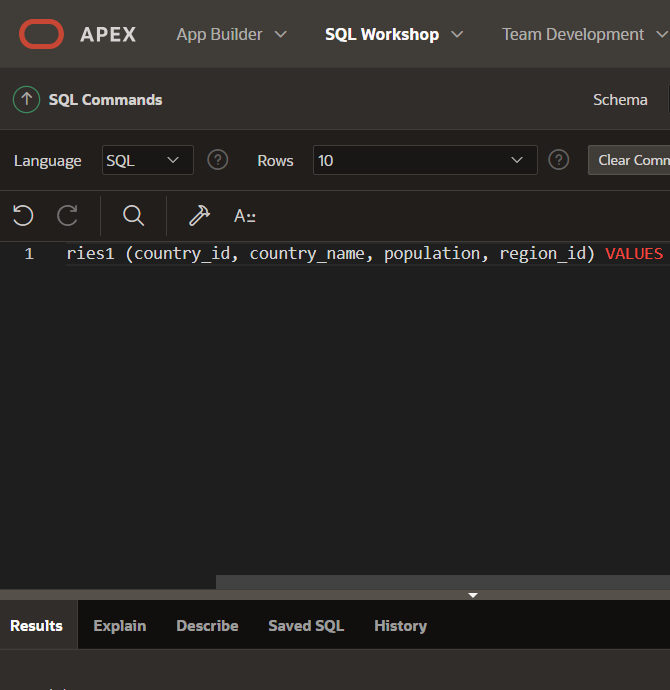 APEX App Builder SQL Workshop Team Development
SQL Commands Schema
Language SQL ? Rows 10 ? Clear Comm
A::
1 ries1 (country_id, country_name, population, region_id) VALUES
Results Explain Describe Saved SQL History